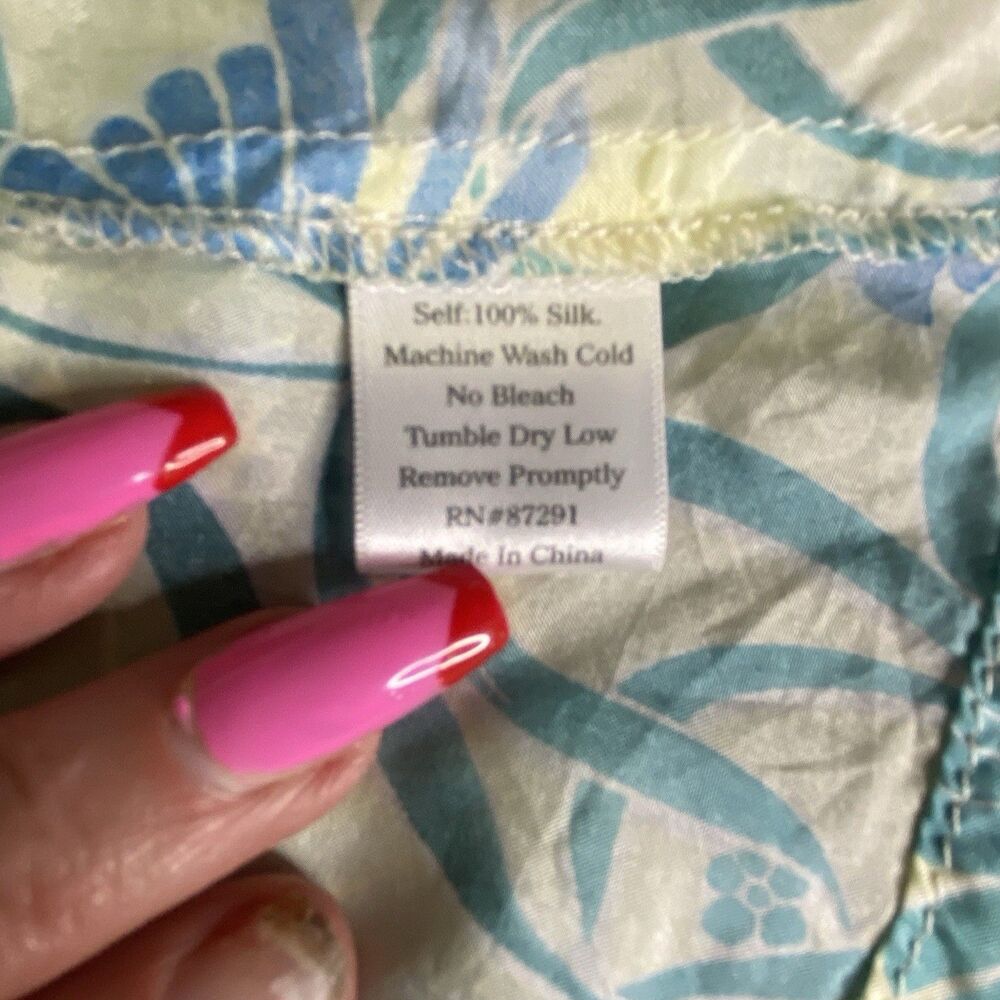 Self:100% Silk.
Machine Wash Cold
No Bleach
Tumble Dry Low
Remove Promptly
RN#87291
Made In China